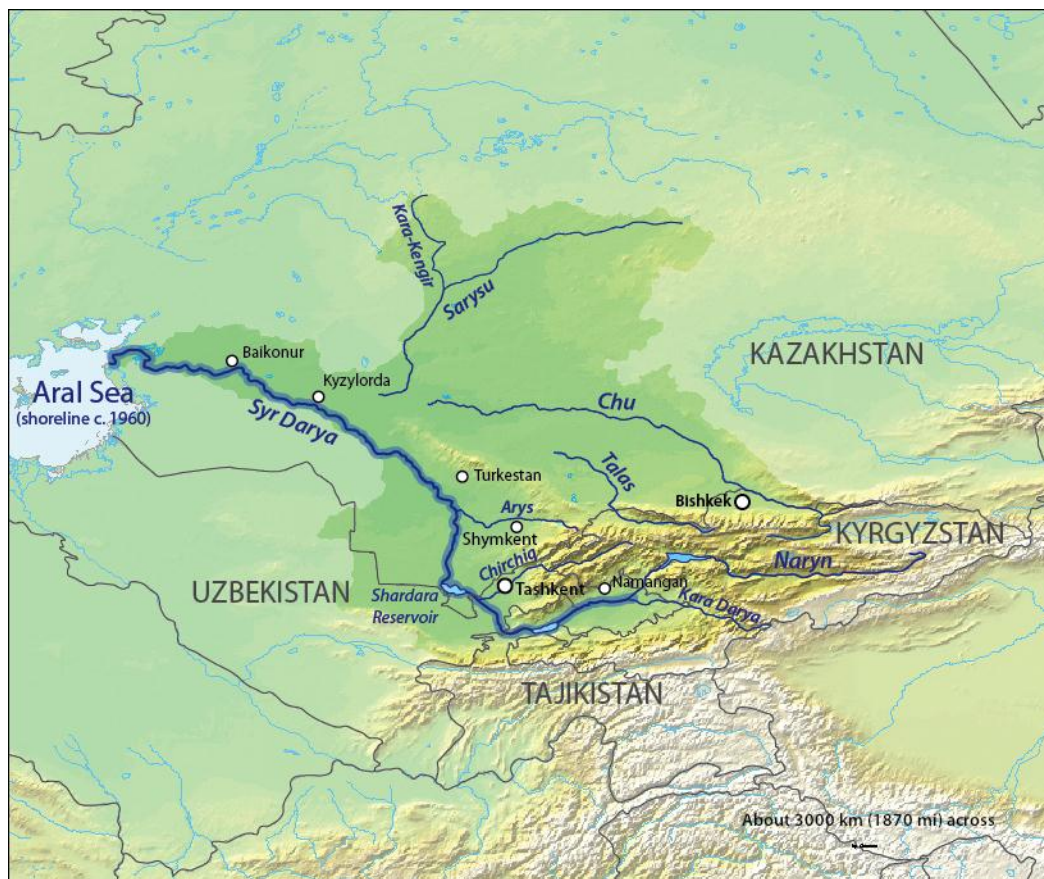 Kara-Kengir
Sarysu
Baikonur
KAZAKHSTAN
Kyzylorda
Aral Sea
(shoreline c. 1960)
Chu
Syr Darya
Talas
Turkestan
Bishkek
Arys
Shymkent
KYRGYZSTAN
Chirchiq
Naryn
UZBEKISTAN
Tashkent
Namangan
Shardara
Reservoir
Kara Darya
TAJIKISTAN
About 3000 km (1870 mi) across